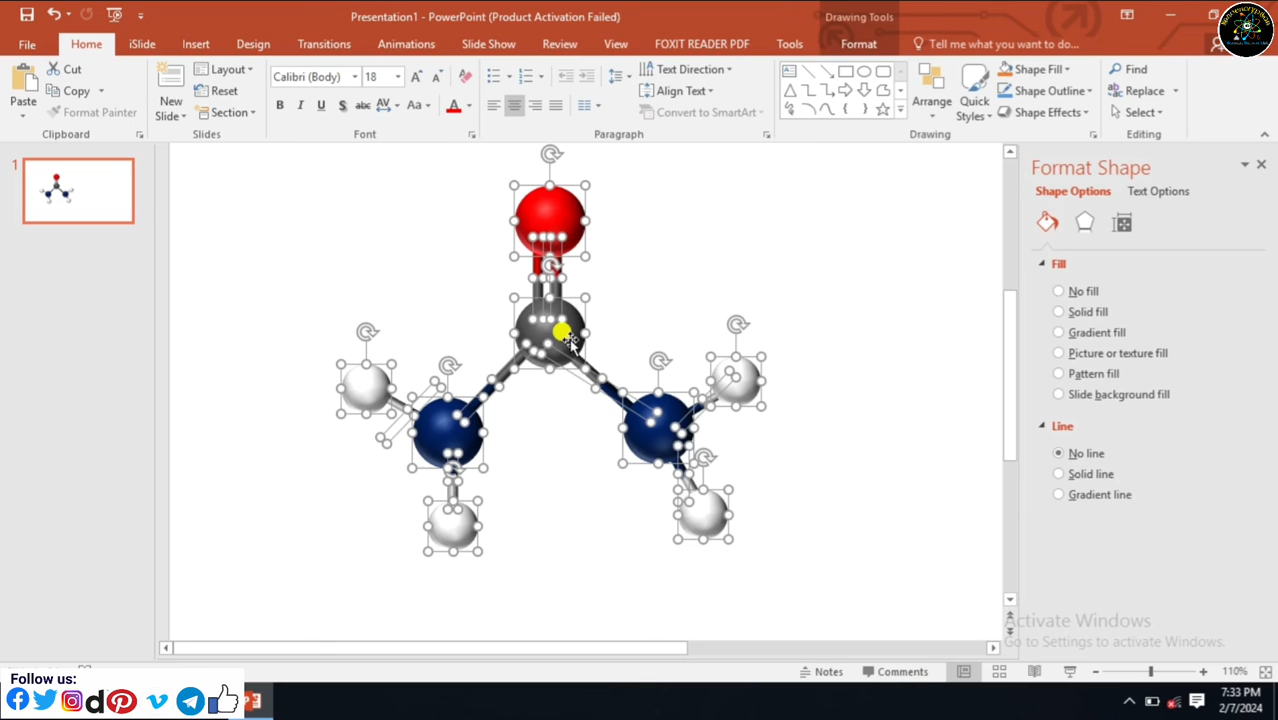 Presentation1 - PowerPoint (Product Activation Failed)
Drawing Tools
File
Home
iSlide
Insert
Design
Transitions
Animations
Slide Show
Review
View
FOXIT READER PDF
Tools
Format
Tell me what you want to do...
Paste
Cut
Copy
Format Painter
Clipboard
New
Slide
Layout
Reset
Section
Slides
Calibri (Body)
18
A A
B I U S abc AV Aa A
Font
Text Direction
Align Text
Convert to SmartArt
Paragraph
Arrange
Quick
Styles
Shape Fill
Shape Outline
Shape Effects
Drawing
Find
Replace
Select
Editing
1
Format Shape
Shape Options
Text Options
Fill
No fill
Solid fill
Gradient fill
Picture or texture fill
Pattern fill
Slide background fill
Line
No line
Solid line
Gradient line
Activate Windows
Go to Settings to activate Windows.
Notes
Comments
110%
Follow us:
7:33 PM
2/7/2024